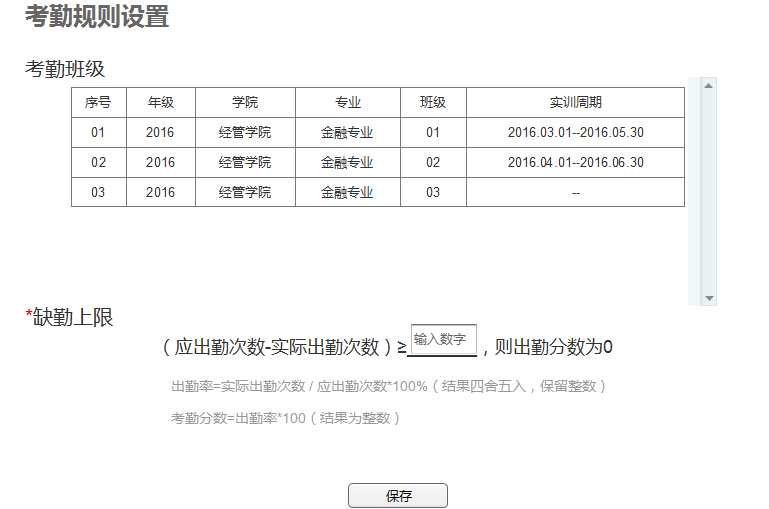 考勤规则设置
考勤班级
序号 年级 学院 专业 班级 实训周期
01 2016 经管学院 金融专业 01 2016.03.01--2016.05.30
02 2016 经管学院 金融专业 02 2016.04.01--2016.06.30
03 2016 经管学院 金融专业 03 --
*缺勤上限
（应出勤次数-实际出勤次数）≥ 输入数字 ，则出勤分数为0
出勤率=实际出勤次数 / 应出勤次数*100%（结果四舍五入，保留整数）
考勤分数=出勤率*100（结果为整数）
保存